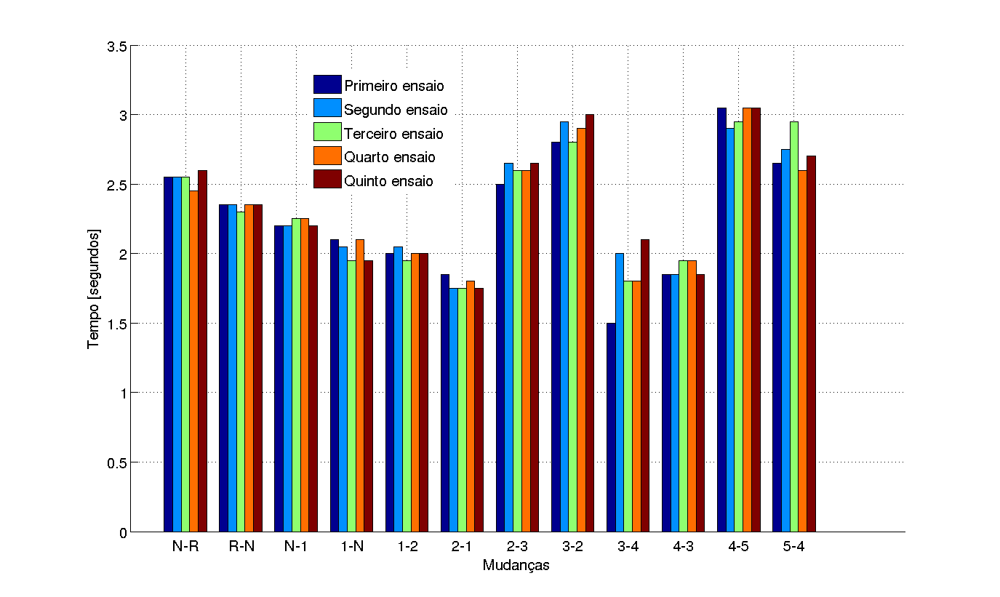 3.5
3
2.5
2
1.5
1
0.5
0
Tempo [segundos]
Primeiro ensaio
Segundo ensaio
Terceiro ensaio
Quarto ensaio
Quinto ensaio
N-R R-N N-1 1-N 1-2 2-1 2-3 3-2 3-4 4-3 4-5 5-4
Mudanças